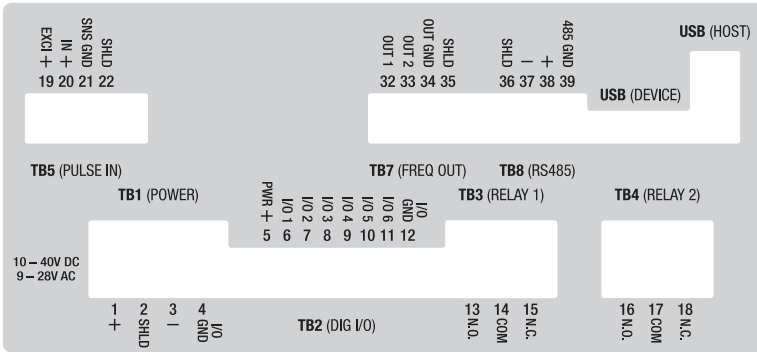 USB (HOST)
EXCI +
IN +
SNS GND
SHLD
19 20 21 22
OUT 1
OUT 2
OUT GND
SHLD
32 33 34 35
SHLD
–
+
485 GND
36 37 38 39
USB (DEVICE)
TB5 (PULSE IN)
TB7 (FREQ OUT)
TB8 (RS485)
TB1 (POWER)
TB3 (RELAY 1)
TB4 (RELAY 2)
PWR +
I/O 1
I/O 2
I/O 3
I/O 4
I/O 5
I/O 6
I/O
GND
5 6 7 8 9 10 11 12
10 – 40V DC
9 – 28V AC
1 2 3 4
+
SHLD
–
I/O
GND
TB2 (DIG I/O)
13 14 15
N.O.
COM
N.C.
16 17 18
N.O.
COM
N.C.